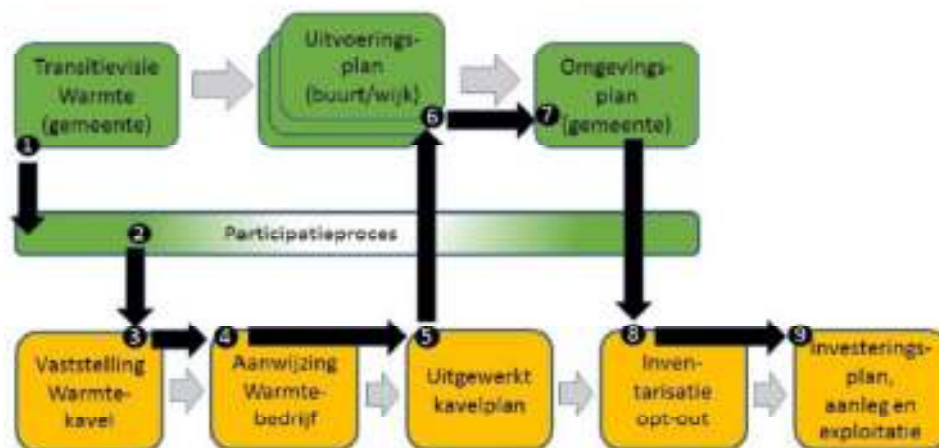 Transitievisie
Warmte
(gemeente)
1
Uitvoerings-
plan
(buurt/wijk)
6
Omgevings-
plan
(gemeente)
7
2
Participatieproces
3
Vaststelling
Warmte-
kavel
4
Aanwijzing
Warmte-
bedrijf
5
Uitgewerkt
kavelplan
8
Inven-
tarisatie
opt-out
9
Investerings-
plan,
aanleg en
exploitatie